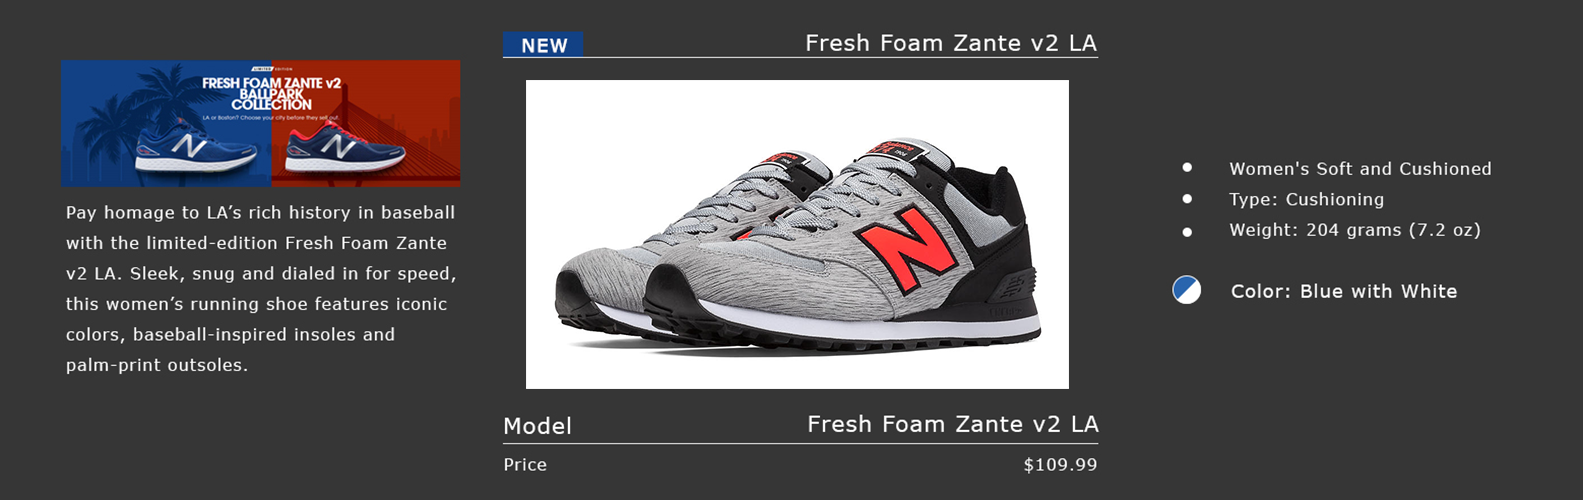 LIMITED EDITION
FRESH FOAM ZANTE v2
BALLPARK
COLLECTION
LA or Boston? Choose your city before they sell out.
Pay homage to LA’s rich history in baseball
with the limited-edition Fresh Foam Zante
v2 LA. Sleek, snug and dialed in for speed,
this women’s running shoe features iconic
colors, baseball-inspired insoles and
palm-print outsoles.
NEW
Fresh Foam Zante v2 LA
N
Model
Fresh Foam Zante v2 LA
Price
$109.99
Women's Soft and Cushioned
Type: Cushioning
Weight: 204 grams (7.2 oz)
Color: Blue with White